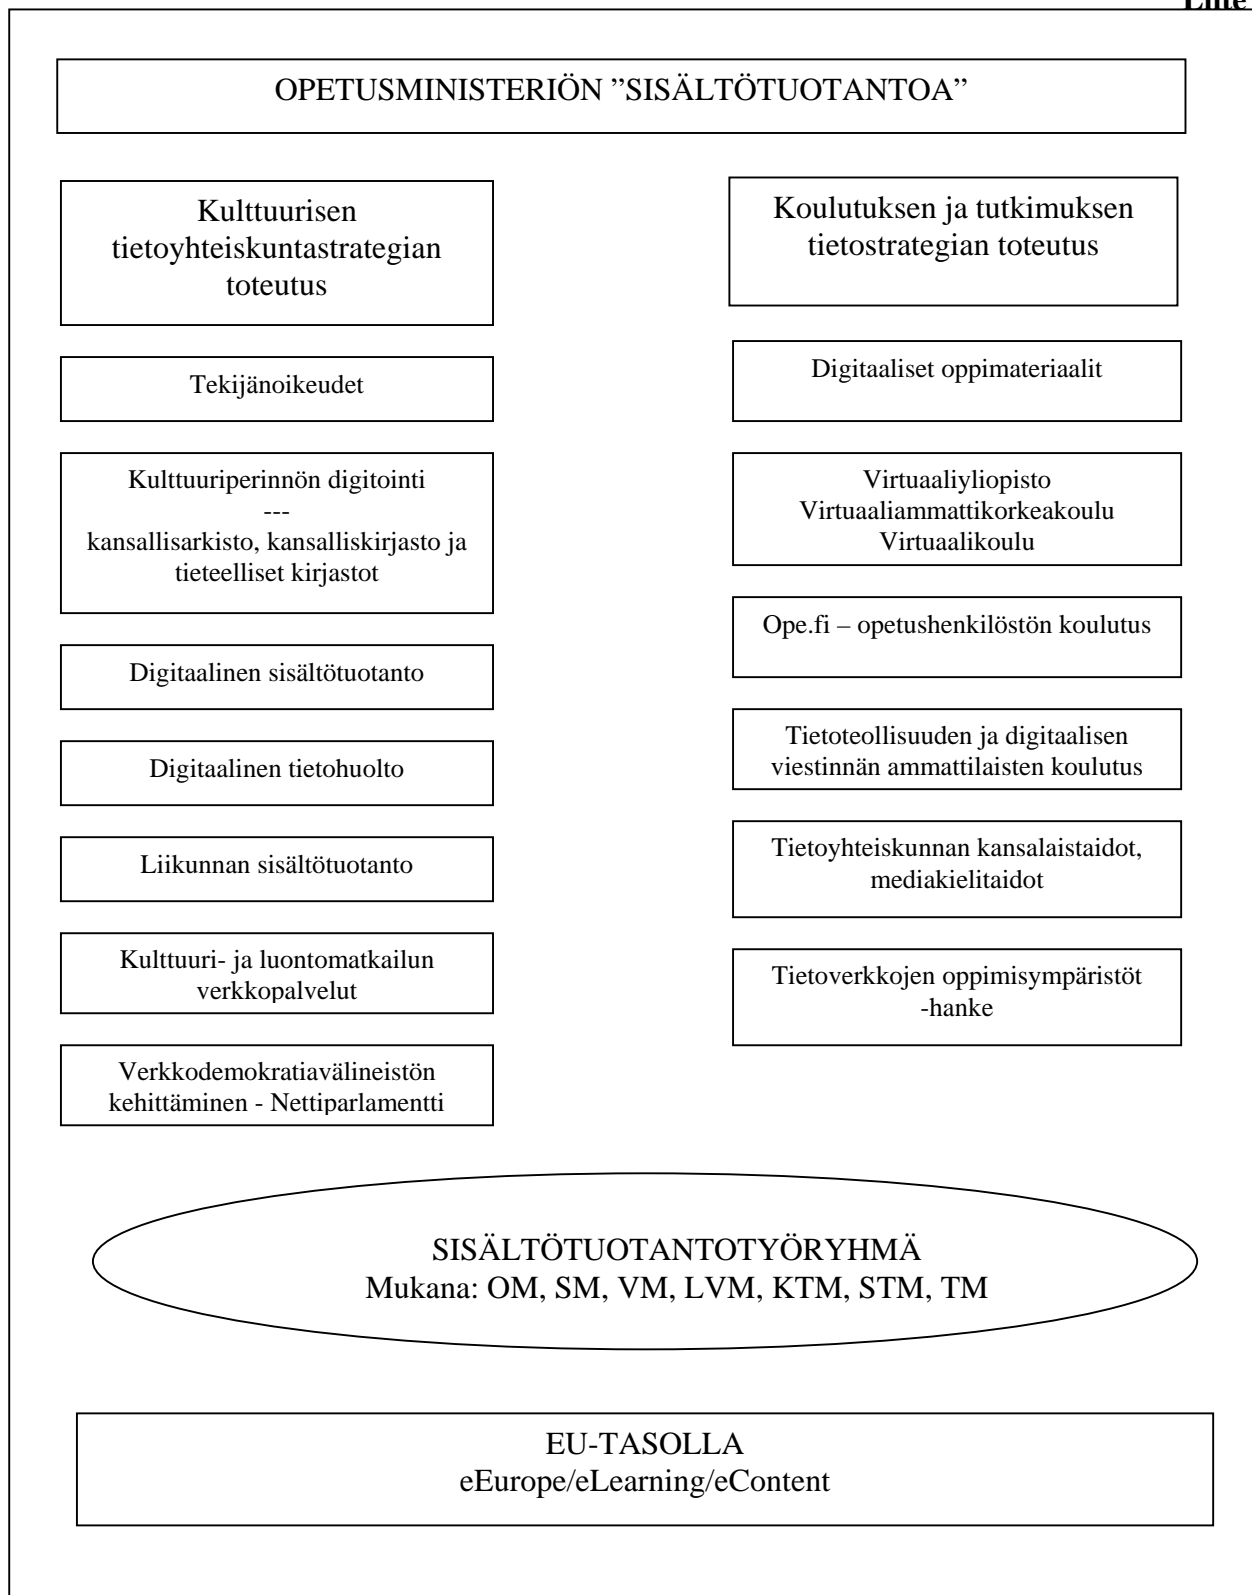 Liite
OPETUSMINISTERIÖN ”SISÄLTÖTUOTANTOA”
Kulttuurisen
tietoyhteiskuntastrategian
toteutus
Tekijänoikeudet
Kulttuuriperinnön digitointi
---
kansallisarkisto, kansalliskirjasto ja
tieteelliset kirjastot
Digitaalinen sisältötuotanto
Digitaalinen tietohuolto
Liikunnan sisältötuotanto
Kulttuuri- ja luontomatkailun
verkkopalvelut
Verkkodemokratiavälineistön
kehittäminen - Nettiparlamentti
Koulutuksen ja tutkimuksen
tietostrategian toteutus
Digitaaliset oppimateriaalit
Virtuaaliyliopisto
Virtuaaliammattikorkeakoulu
Virtuaalikoulu
Ope.fi – opetushenkilöstön koulutus
Tietoteollisuuden ja digitaalisen
viestinnän ammattilaisten koulutus
Tietoyhteiskunnan kansalaistaidot,
mediakielitaidot
Tietoverkkojen oppimisympäristöt
-hanke
SISÄLTÖTUOTANTOTYÖRYHMÄ
Mukana: OM, SM, VM, LVM, KTM, STM, TM
EU-TASOLLA
eEurope/eLearning/eContent